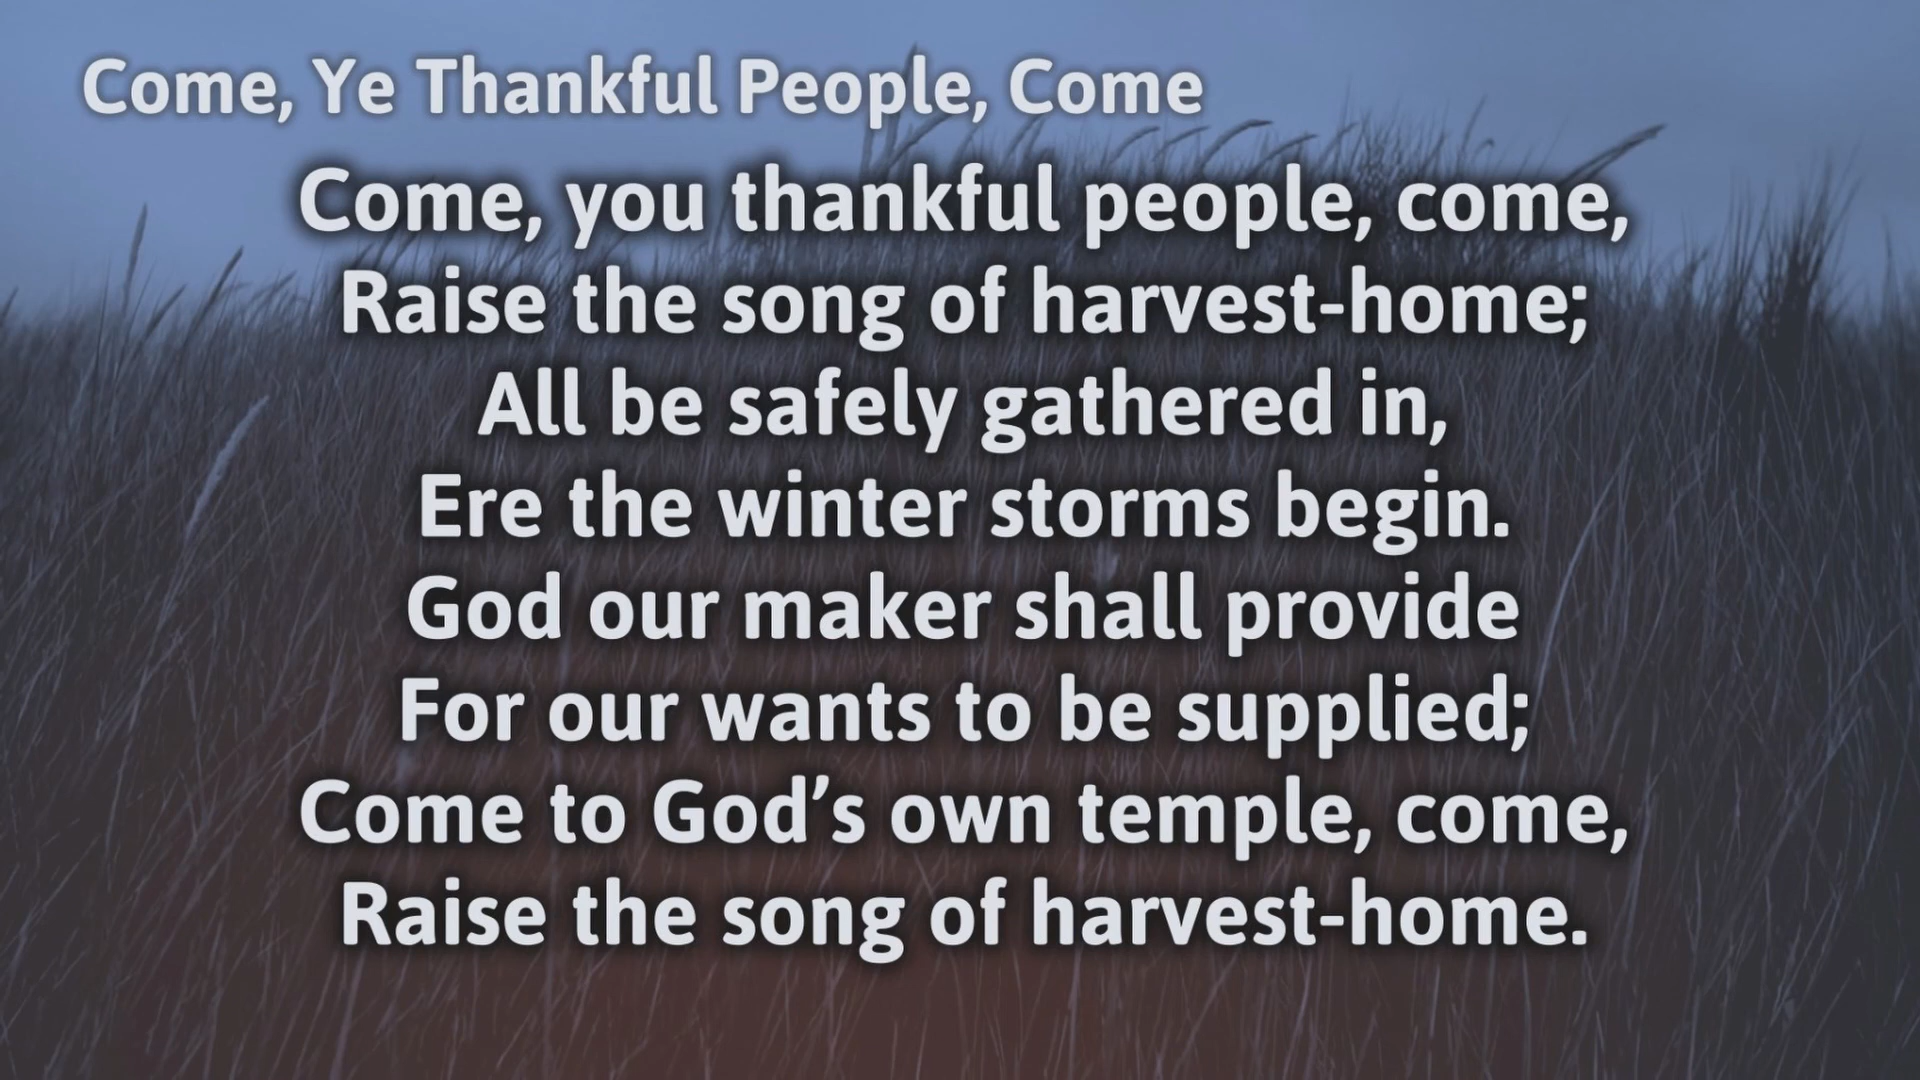 Come, Ye Thankful People, Come
Come, you thankful people, come,
Raise the song of harvest-home;
All be safely gathered in,
Ere the winter storms begin.
God our maker shall provide
For our wants to be supplied;
Come to God’s own temple, come,
Raise the song of harvest-home.